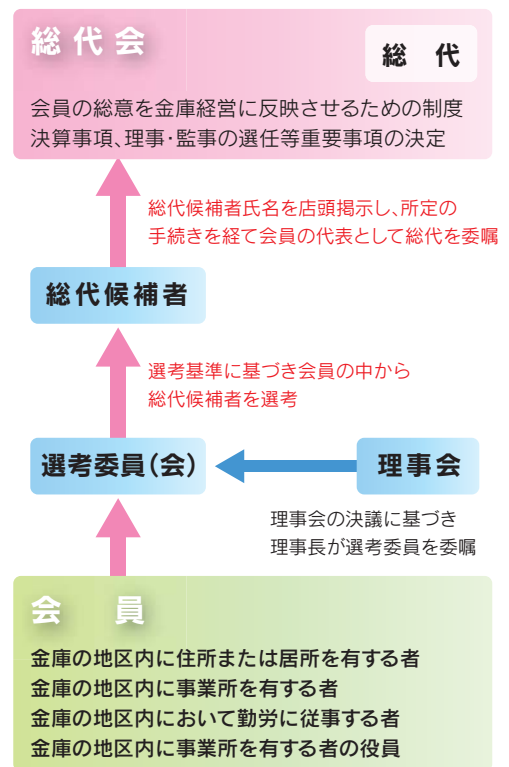 総代会
総代
会員の総意を金庫経営に反映させるための制度
決算事項、理事・監事の選任等重要事項の決定
総代候補者氏名を店頭掲示し、所定の
手続きを経て会員の代表として総代を委嘱
総代候補者
選考基準に基づき会員の中から
総代候補者を選考
選考委員(会)
理事会
理事会の決議に基づき
理事長が選考委員を委嘱
会員
金庫の地区内に住所または居所を有する者
金庫の地区内に事業所を有する者
金庫の地区内において勤労に従事する者
金庫の地区内に事業所を有する者の役員